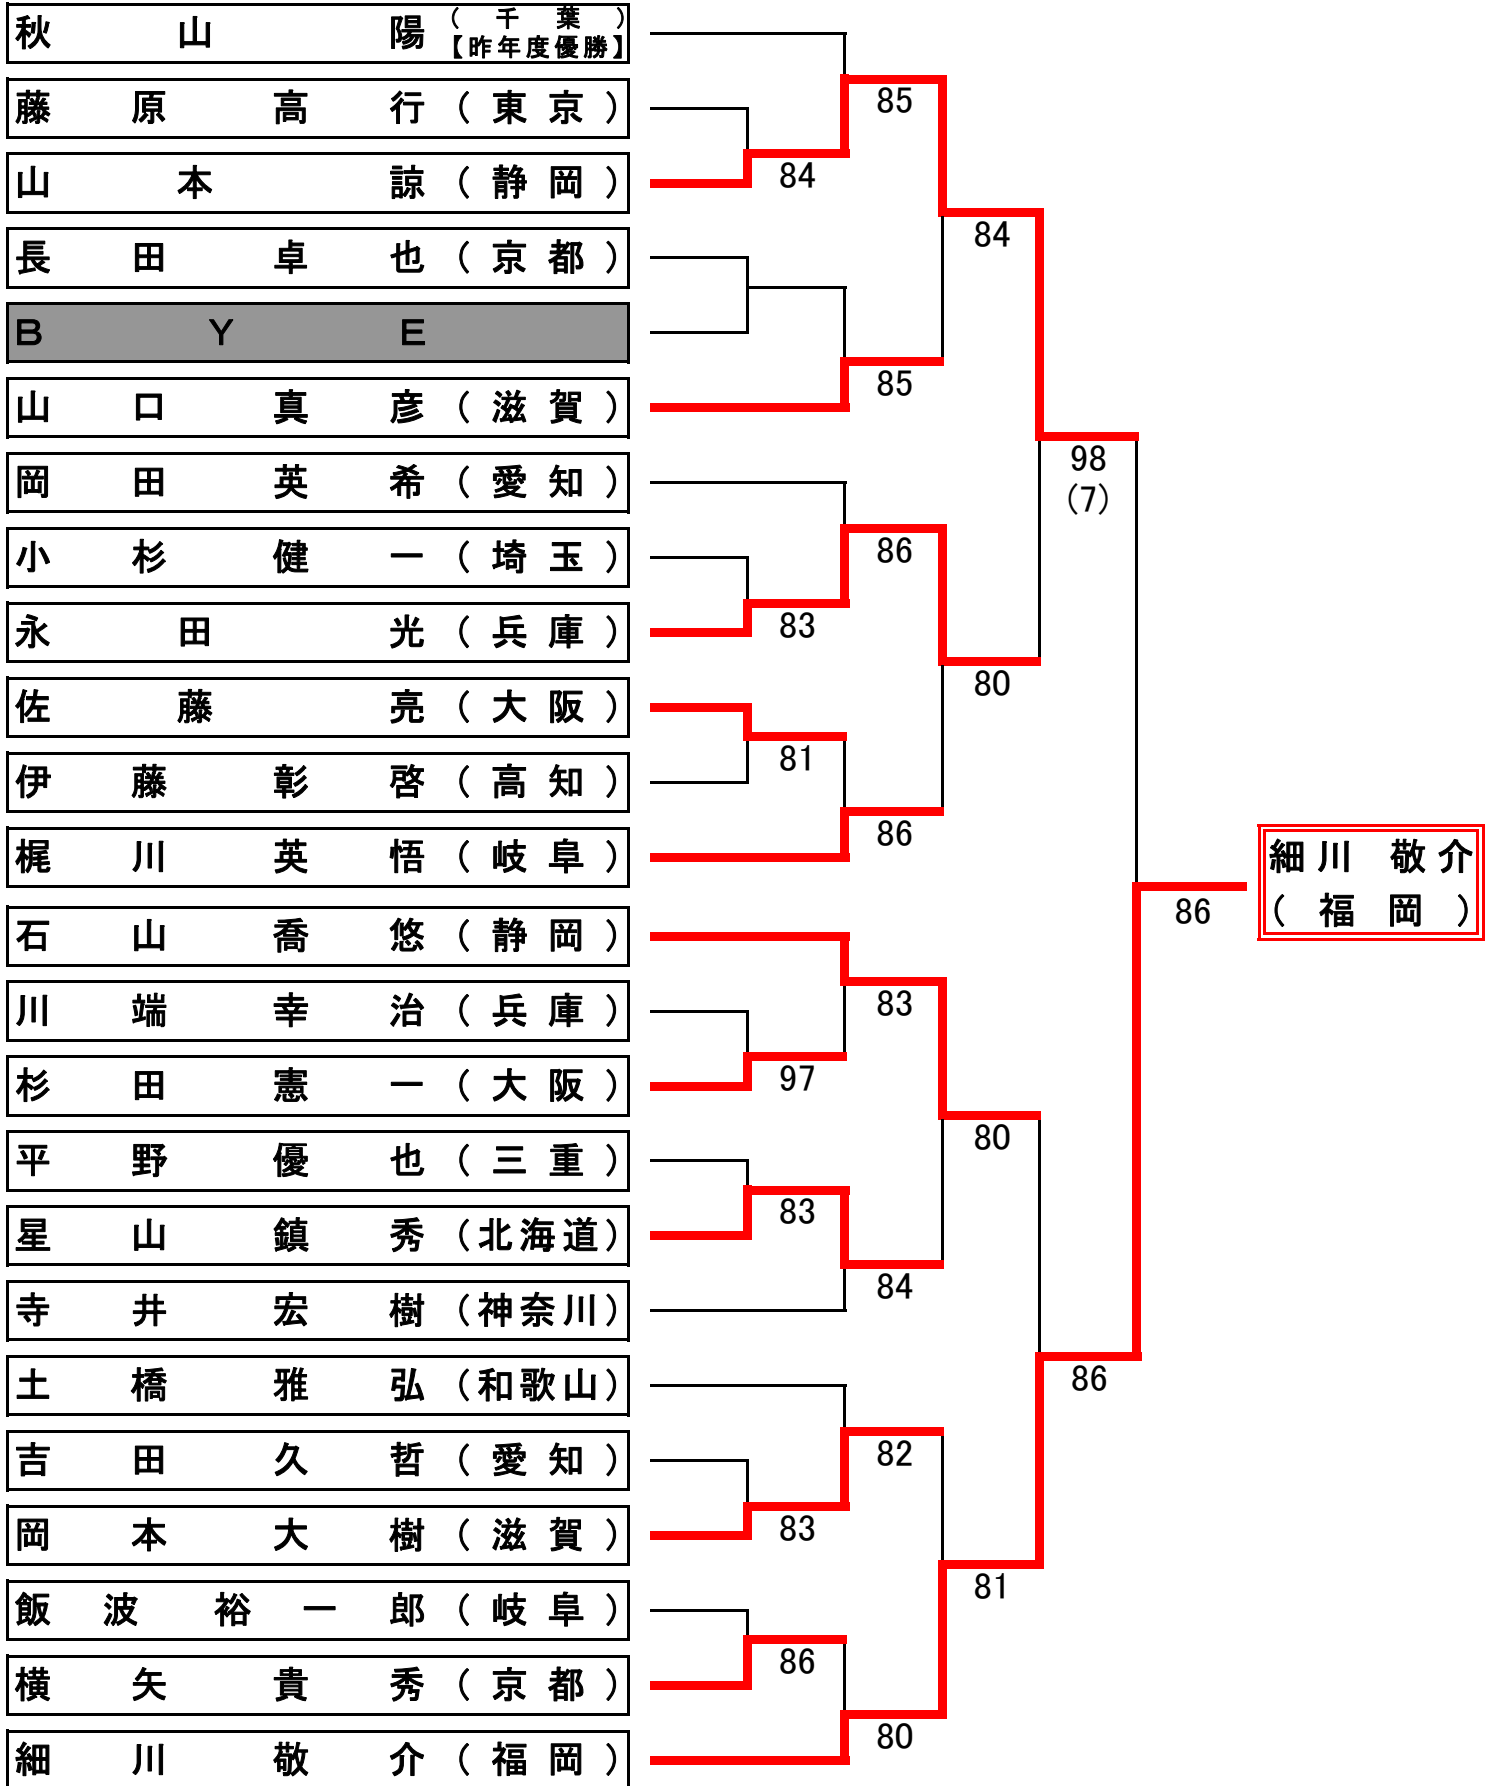 秋山陽(千葉)
【昨年度優勝】
藤原高行(東京)
山本諒(静岡)
長田卓也(京都)
ＢＹＥ
山口真彦(滋賀)
岡田英希(愛知)
小杉健一(埼玉)
永田光(兵庫)
佐藤亮(大阪)
伊藤彰啓(高知)
梶川英悟(岐阜)
石山喬悠(静岡)
川端幸治(兵庫)
杉田憲一(大阪)
平野優也(三重)
星山鎮秀(北海道)
寺井宏樹(神奈川)
土橋雅弘(和歌山)
吉田久哲(愛知)
岡本大樹(滋賀)
飯波裕一郎(岐阜)
横矢貴秀(京都)
細川敬介(福岡)
84
83
81
97
83
83
86
85
85
86
86
83
84
82
80
84
80
80
81
98
(7)
86
86
細川 敬介
(福岡)